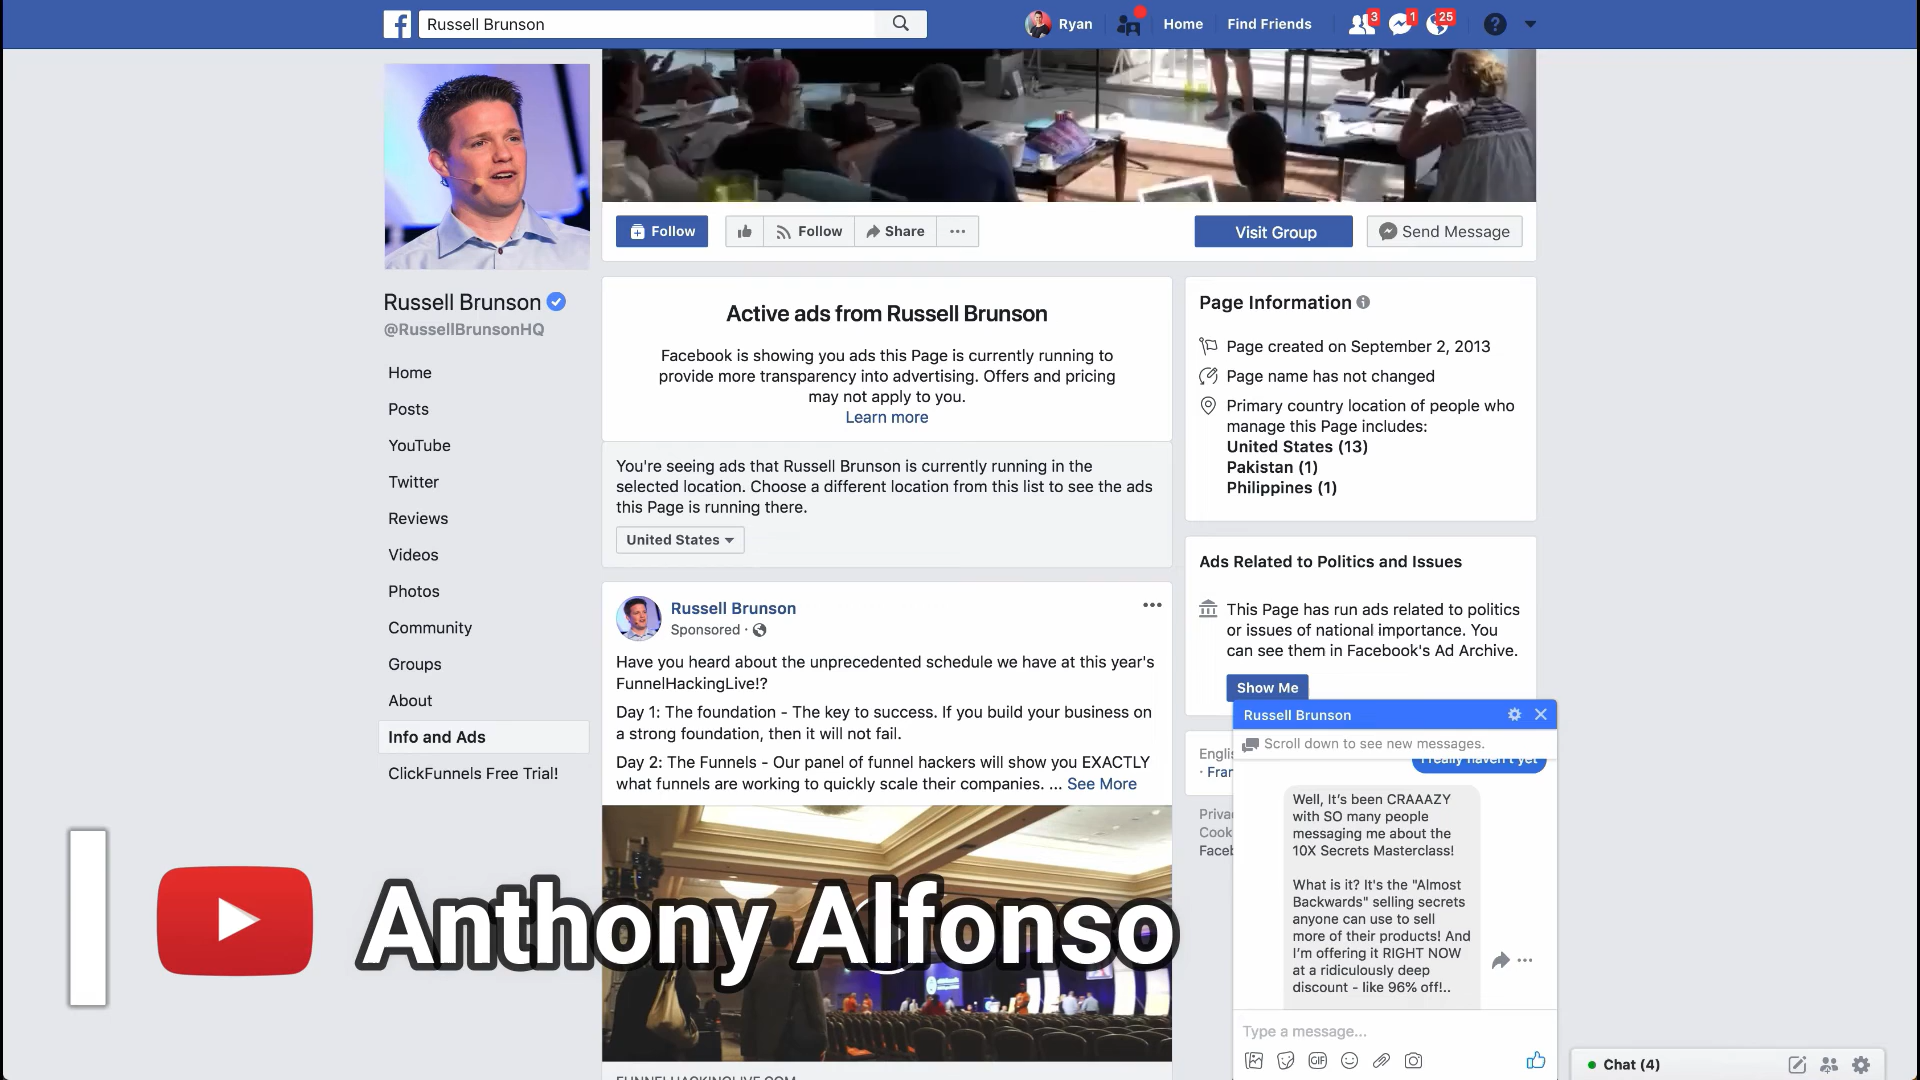 Russell Brunson
Ryan
Home
Find Friends
3
1
25
Russell Brunson
@RussellBrunsonHQ
Home
Posts
YouTube
Twitter
Reviews
Videos
Photos
Community
Groups
About
Info and Ads
ClickFunnels Free Trial!
Follow
Follow
Share
Visit Group
Send Message
Active ads from Russell Brunson
Facebook is showing you ads this Page is currently running to
provide more transparency into advertising. Offers and pricing
may not apply to you.
Learn more
You're seeing ads that Russell Brunson is currently running in the
selected location. Choose a different location from this list to see the ads
this Page is running there.
United States
Russell Brunson
Sponsored ·
Have you heard about the unprecedented schedule we have at this year's
FunnelHackingLive!?
Day 1: The foundation - The key to success. If you build your business on
a strong foundation, then it will not fail.
Day 2: The Funnels - Our panel of funnel hackers will show you EXACTLY
what funnels are working to quickly scale their companies. ... See More
Anthony Alfonso
FUNNELHACKINGLIVE.COM
Page Information
Page created on September 2, 2013
Page name has not changed
Primary country location of people who
manage this Page includes:
United States (13)
Pakistan (1)
Philippines (1)
Ads Related to Politics and Issues
This Page has run ads related to politics
or issues of national importance. You
can see them in Facebook's Ad Archive.
Show Me
Russell Brunson
Scroll down to see new messages.
I really haven't yet
Well, It's been CRAAAZY
with SO many people
messaging me about the
10X Secrets Masterclass!
What is it? It's the "Almost
Backwards" selling secrets
anyone can use to sell
more of their products! And
I'm offering it RIGHT NOW
at a ridiculously deep
discount - like 96% off!..
Type a message...
GIF
Chat (4)